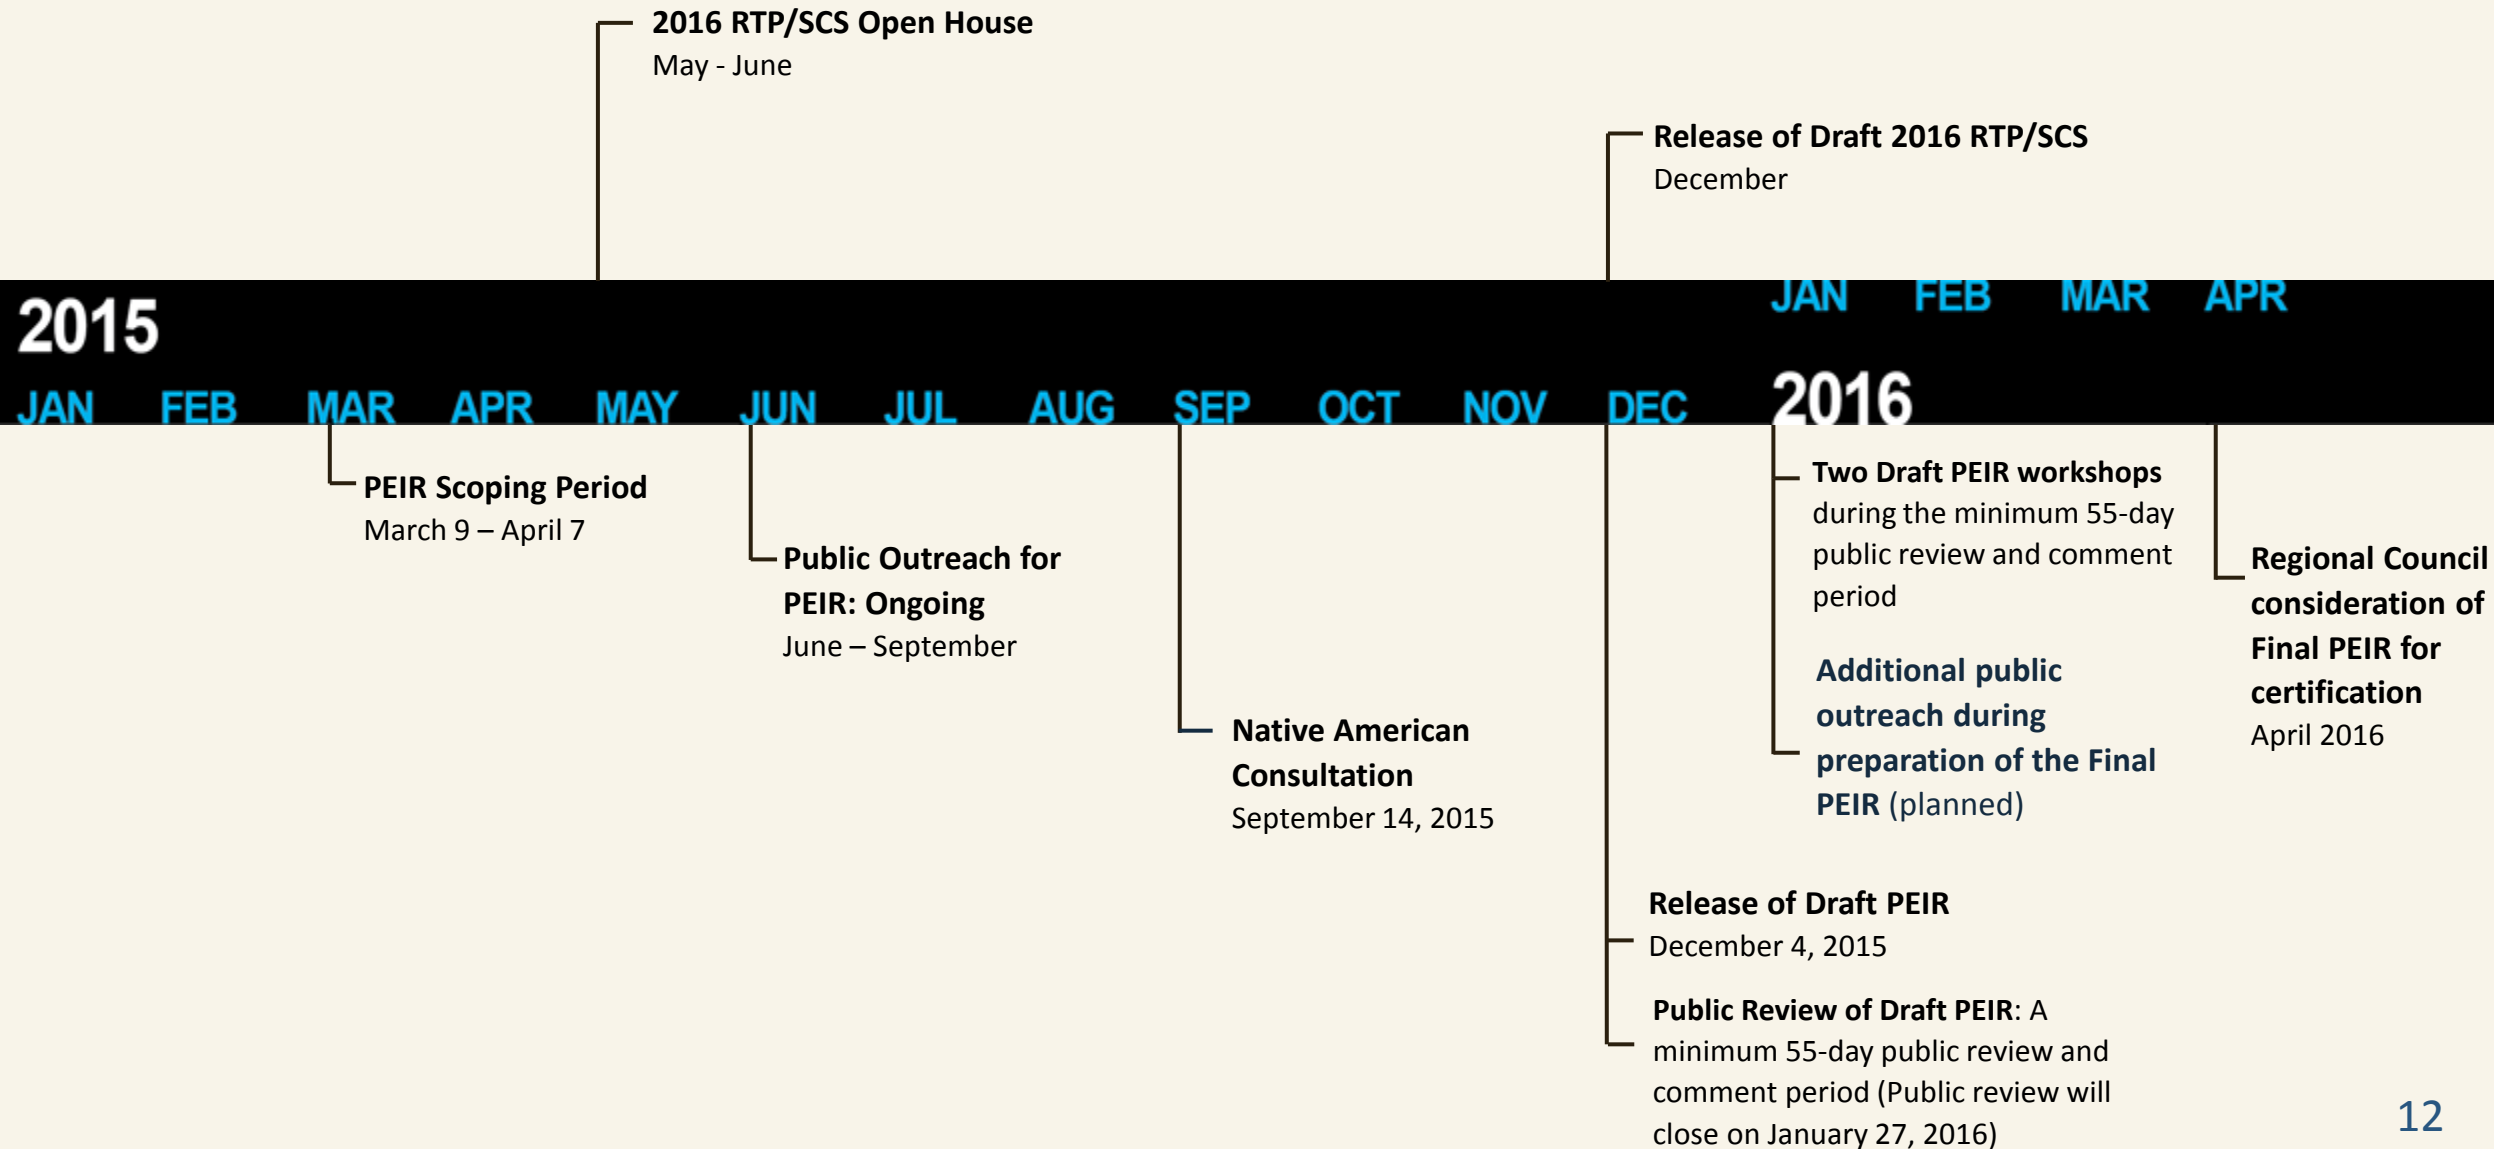 2016 RTP/SCS Open House
May - June
Release of Draft 2016 RTP/SCS
December
2015
JAN FEB MAR APR MAY JUN JUL AUG SEP OCT NOV DEC
JAN FEB MAR APR
2016
PEIR Scoping Period
March 9 – April 7
Public Outreach for
PEIR: Ongoing
June – September
Native American
Consultation
September 14, 2015
Two Draft PEIR workshops
during the minimum 55-day
public review and comment
period
Additional public
outreach during
preparation of the Final
PEIR (planned)
Regional Council
consideration of
Final PEIR for
certification
April 2016
Release of Draft PEIR
December 4, 2015
Public Review of Draft PEIR: A
minimum 55-day public review and
comment period (Public review will
close on January 27, 2016)
12